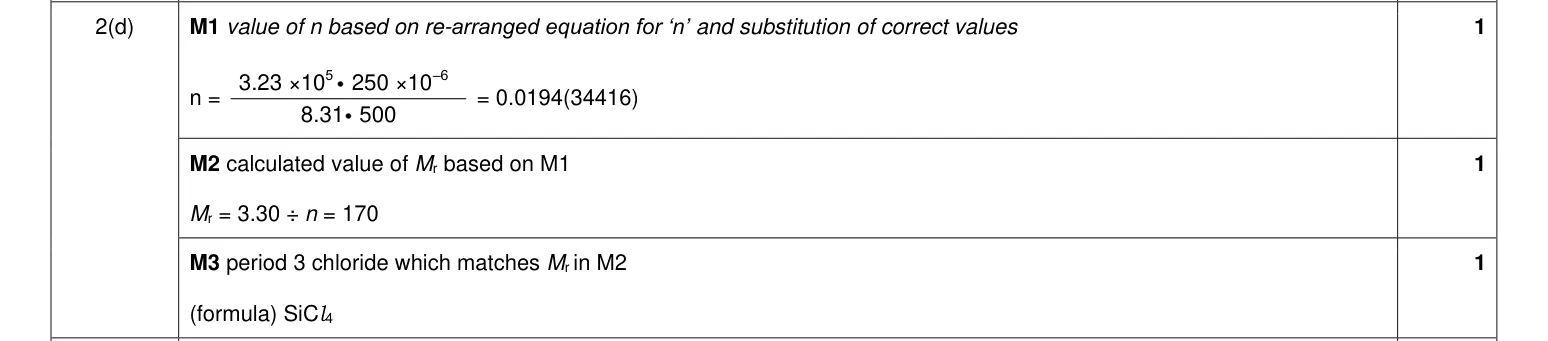 2(d) M1 value of n based on re-arranged equation for ‘n’ and substitution of correct values 1
n = 3.23 ×10⁵ • 250 ×10⁻⁶ / 8.31 • 500 = 0.0194(34416)
M2 calculated value of Mᵣ based on M1 1
Mᵣ = 3.30 ÷ n = 170
M3 period 3 chloride which matches Mᵣ in M2 1
(formula) SiCl₄